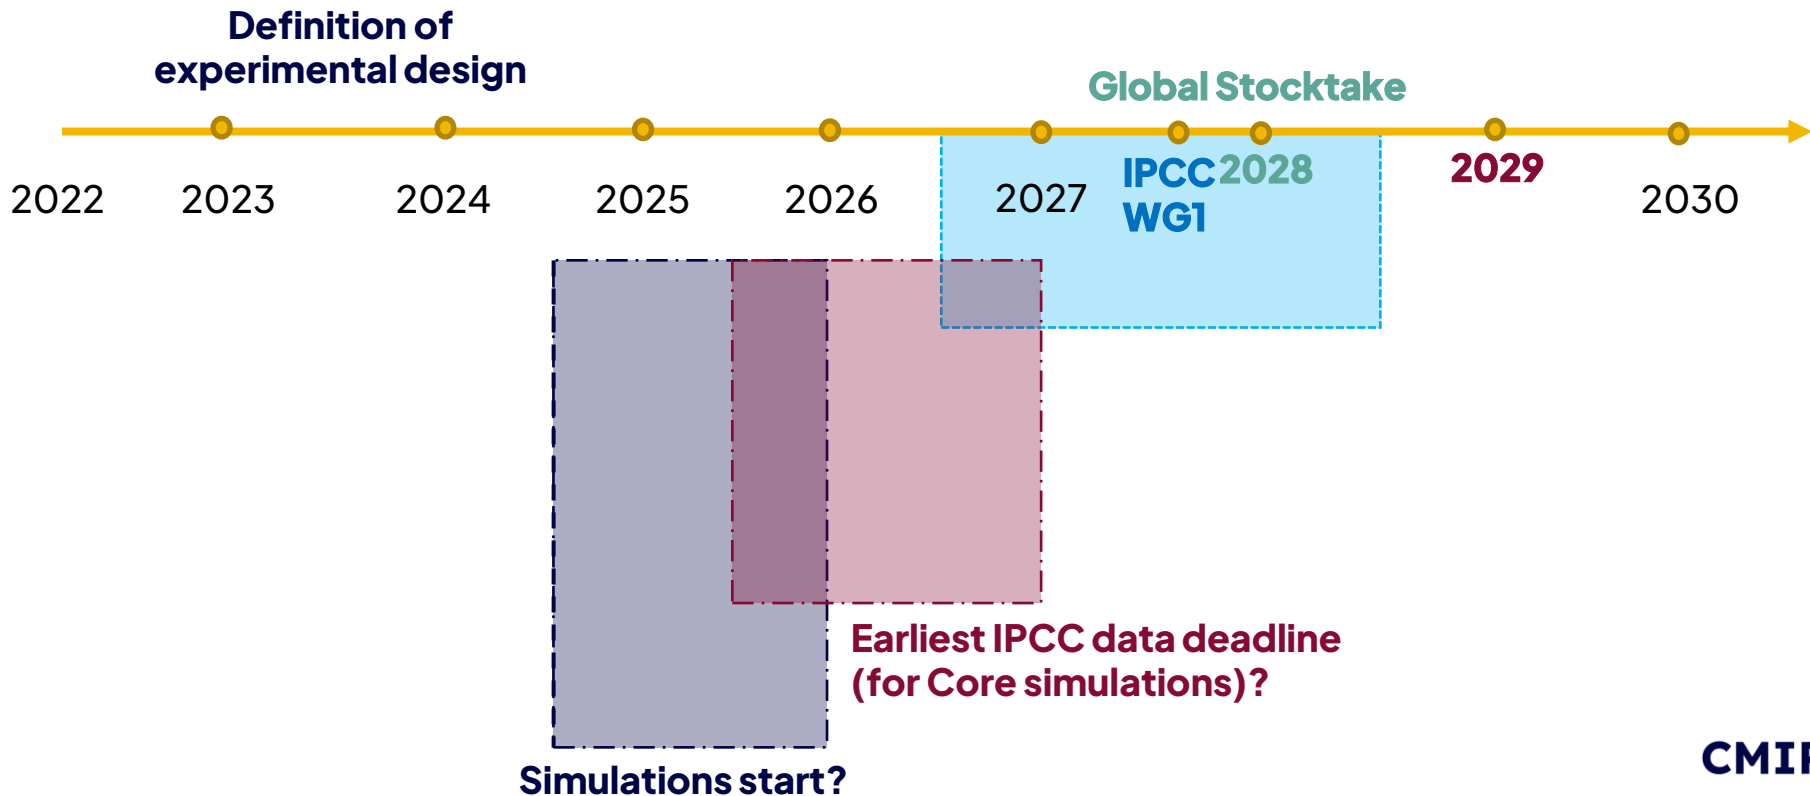 Definition of
experimental design
Global Stocktake
2022 2023 2024 2025 2026 2027 IPCC 2028 2029 2030
WG1
Earliest IPCC data deadline
(for Core simulations)?
Simulations start?
CMIP